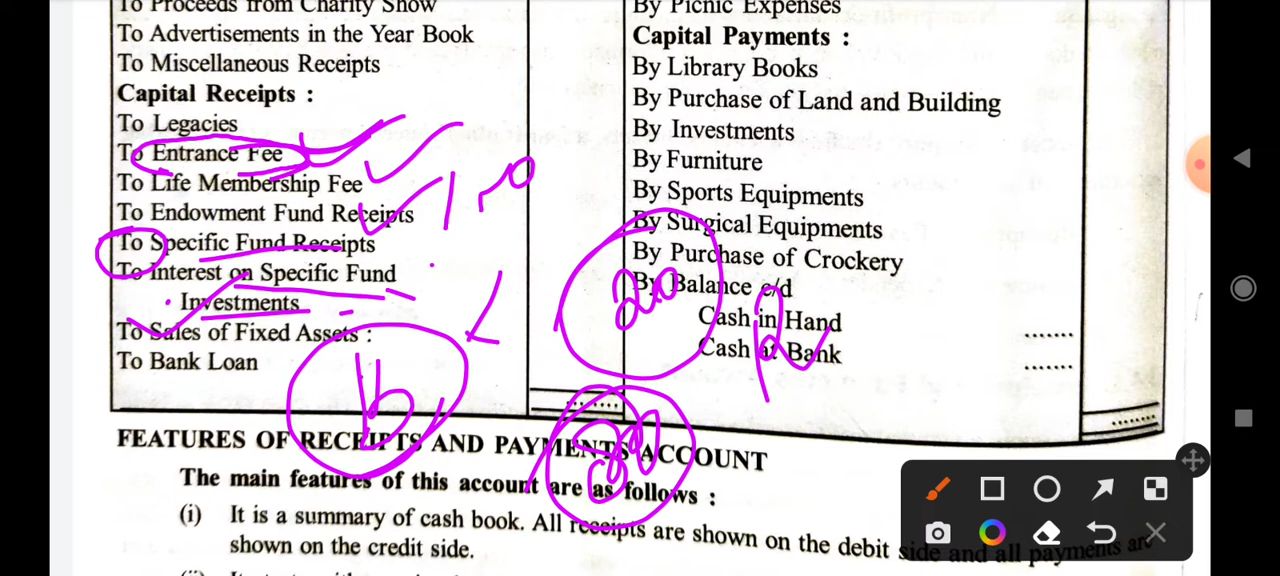 To Proceeds from Charity Show
To Advertisements in the Year Book
To Miscellaneous Receipts
Capital Receipts :
To Legacies
To Entrance Fee
To Life Membership Fee
To Endowment Fund Receipts
To Specific Fund Receipts
To Interest on Specific Fund
Investments
To Sales of Fixed Assets :
To Bank Loan
By Picnic Expenses
Capital Payments :
By Library Books
By Purchase of Land and Building
By Investments
By Furniture
By Sports Equipments
By Surgical Equipments
By Purchase of Crockery
By Balance c/d
Cash in Hand ........
Cash at Bank .......
FEATURES OF RECEIPTS AND PAYMENTS ACCOUNT
The main features of this account are as follows :
(i) It is a summary of cash book. All receipts are shown on the debit side and all payments are
shown on the credit side.